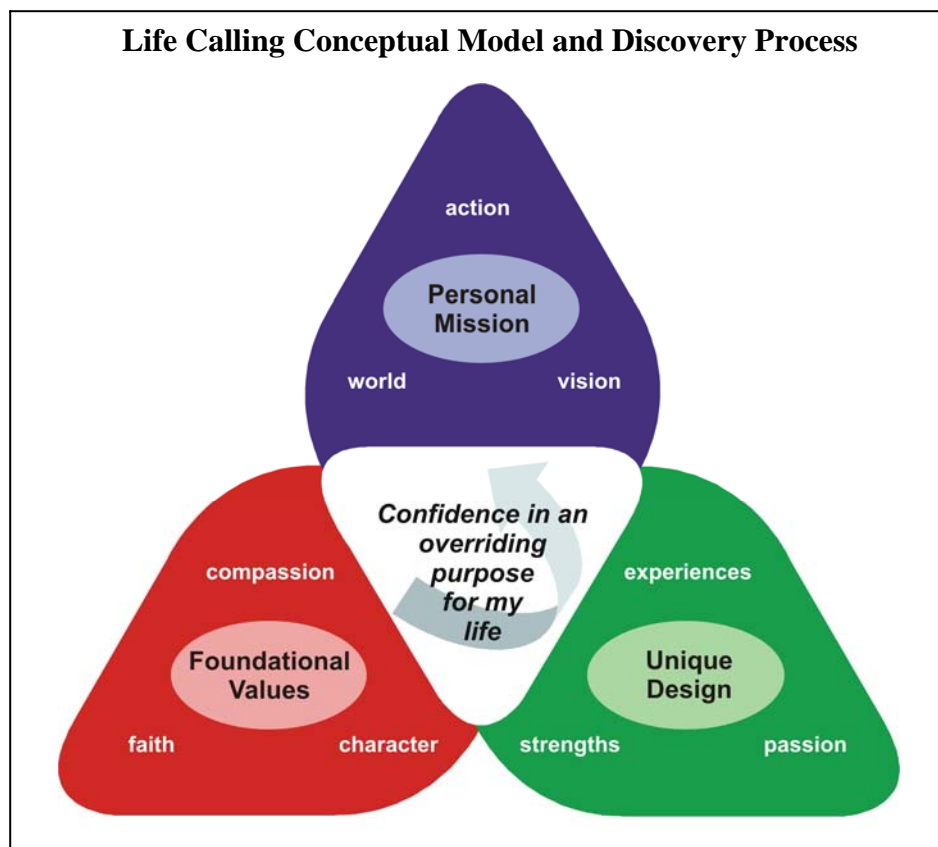 Life Calling Conceptual Model and Discovery Process
action
Personal
Mission
world vision
Confidence in an
overriding
purpose
for my
life
compassion
Foundational
Values
faith character
experiences
Unique
Design
strengths passion